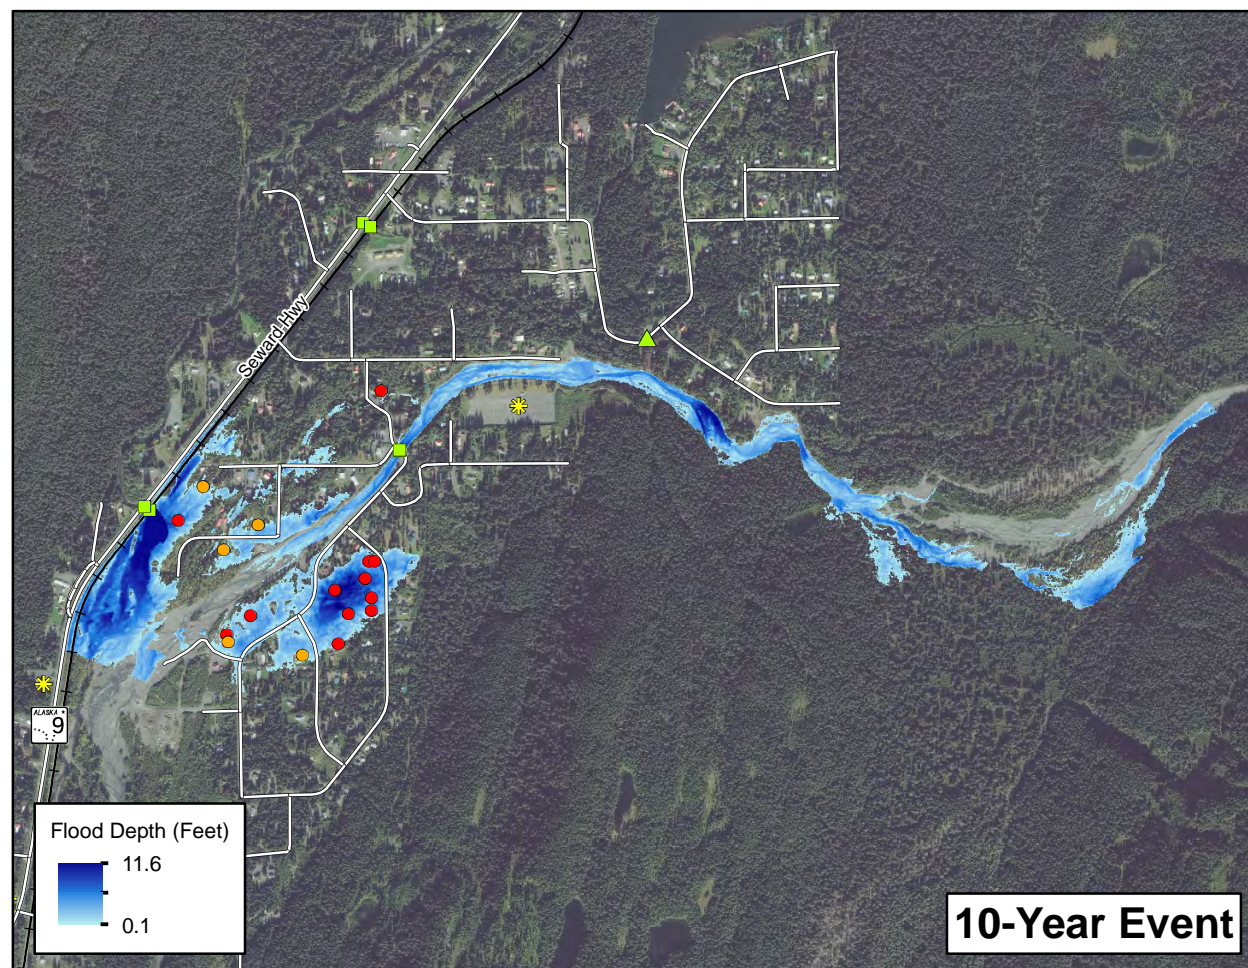 Seward Hwy
ALASKA
9
Flood Depth (Feet)
11.6
0.1
10-Year Event